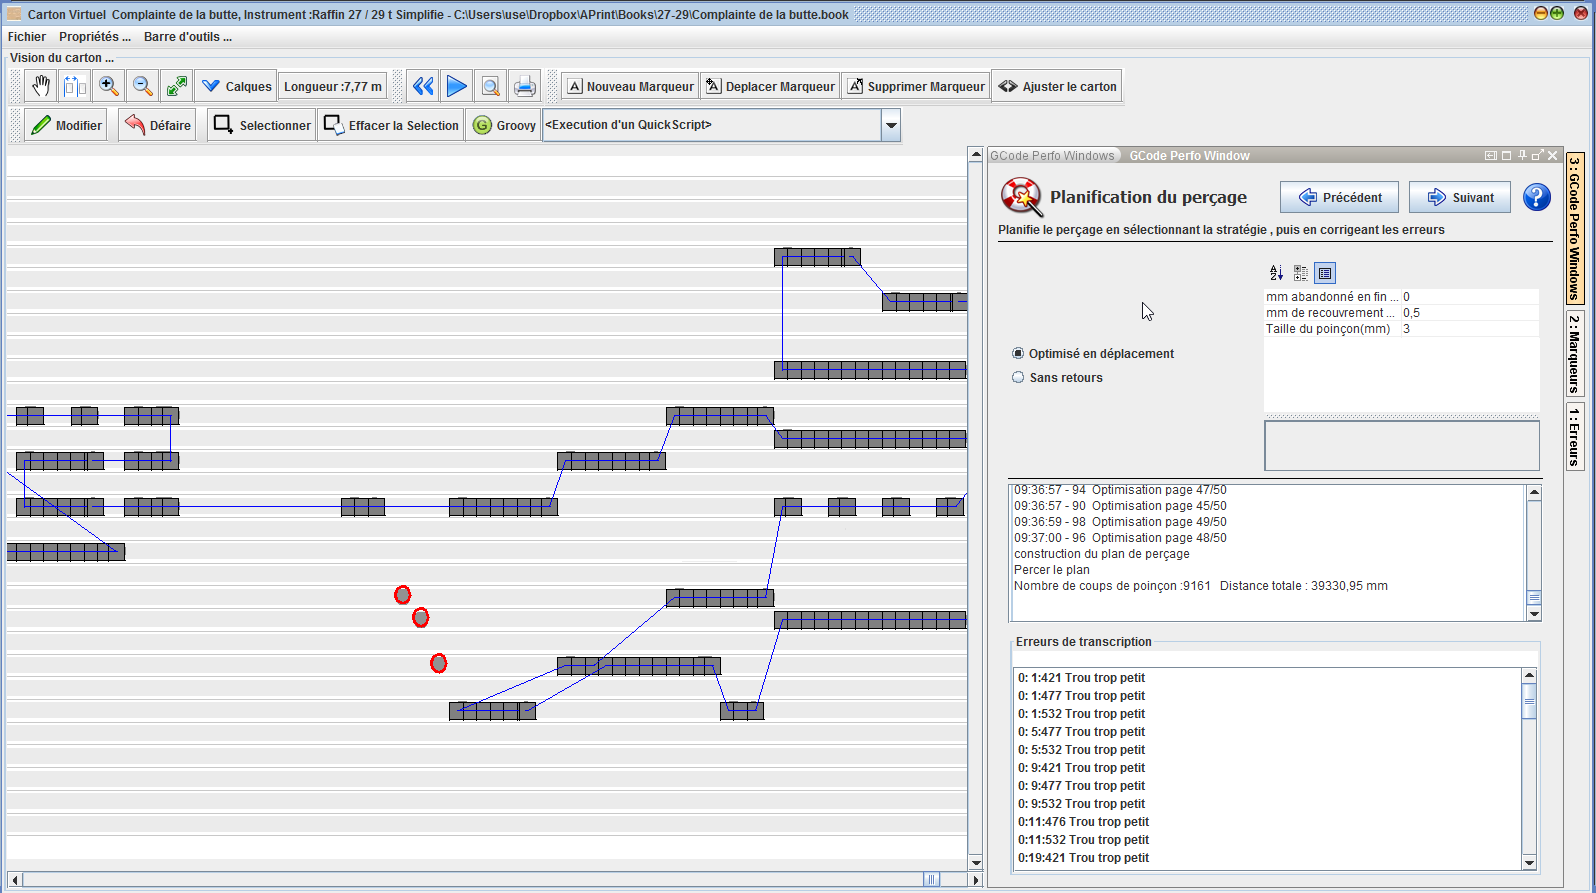 Carton Virtuel  Complainte de la butte, Instrument :Raffin 27 / 29 t Simplifie - C:\Users\use\Dropbox\APrint\Books\27-29\Complainte de la butte.book
Fichier Propriétés ... Barre d'outils ...
Vision du carton ...
Calques Longueur :7,77 m A Nouveau Marqueur A Deplacer Marqueur A Supprimer Marqueur Ajuster le carton
Modifier Défaire Selectionner Effacer la Selection G Groovy <Execution d'un QuickScript>
GCode Perfo Windows GCode Perfo Window
Planification du perçage Précédent Suivant ?
Planifie le perçage en sélectionnant la stratégie , puis en corrigeant les erreurs
A Z
mm abandonné en fin ... 0
mm de recouvrement ... 0,5
Taille du poinçon(mm) 3
Optimisé en déplacement
Sans retours
09:36:57 - 94  Optimisation page 47/50
09:36:57 - 90  Optimisation page 45/50
09:36:59 - 98  Optimisation page 49/50
09:37:00 - 96  Optimisation page 48/50
construction du plan de perçage
Percer le plan
Nombre de coups de poinçon :9161   Distance totale : 39330,95 mm
Erreurs de transcription
0: 1:421 Trou trop petit
0: 1:477 Trou trop petit
0: 1:532 Trou trop petit
0: 5:477 Trou trop petit
0: 5:532 Trou trop petit
0: 9:421 Trou trop petit
0: 9:477 Trou trop petit
0: 9:532 Trou trop petit
0:11:476 Trou trop petit
0:11:532 Trou trop petit
0:19:421 Trou trop petit
3 : GCode Perfo Windows
2 : Marqueurs
1 : Erreurs